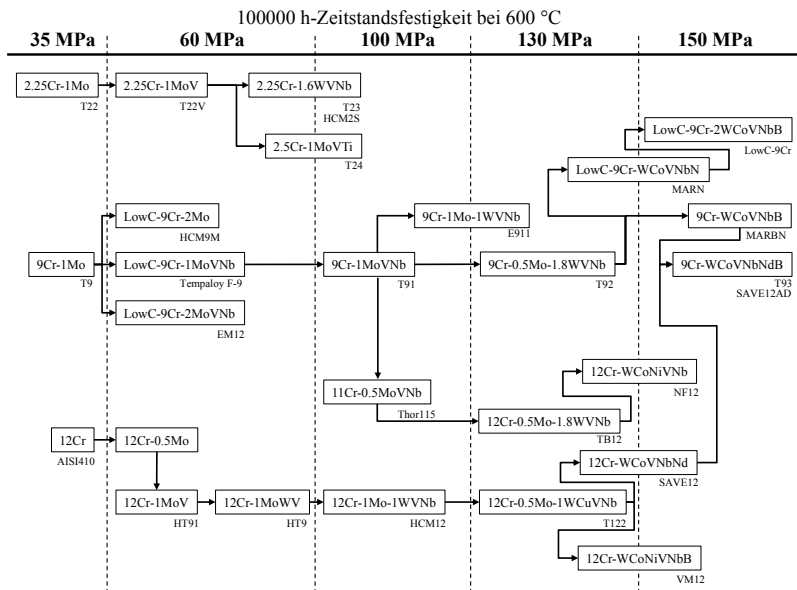 100000 h-Zeitstandsfestigkeit bei 600 °C
35 MPa
60 MPa
100 MPa
130 MPa
150 MPa
2.25Cr-1Mo
T22
2.25Cr-1MoV
T22V
2.25Cr-1.6WVNb
T23
HCM2S
2.5Cr-1MoVTi
T24
LowC-9Cr-2WCoVNbB
LowC-9Cr
LowC-9Cr-WCoVNbN
MARN
LowC-9Cr-2Mo
HCM9M
9Cr-1Mo-1WVNb
E911
9Cr-WCoVNbB
MARBN
9Cr-1Mo
T9
LowC-9Cr-1MoVNb
Tempaloy F-9
9Cr-1MoVNb
T91
9Cr-0.5Mo-1.8WVNb
T92
9Cr-WCoVNbNdB
T93
SAVE12AD
LowC-9Cr-2MoVNb
EM12
11Cr-0.5MoVNb
Thor115
12Cr-WCoNiVNb
NF12
12Cr-0.5Mo-1.8WVNb
TB12
12Cr
AISI410
12Cr-0.5Mo
12Cr-WCoVNbNd
SAVE12
12Cr-1MoV
HT91
12Cr-1MoWV
HT9
12Cr-1Mo-1WVNb
HCM12
12Cr-0.5Mo-1WCuVNb
T122
12Cr-WCoNiVNbB
VM12